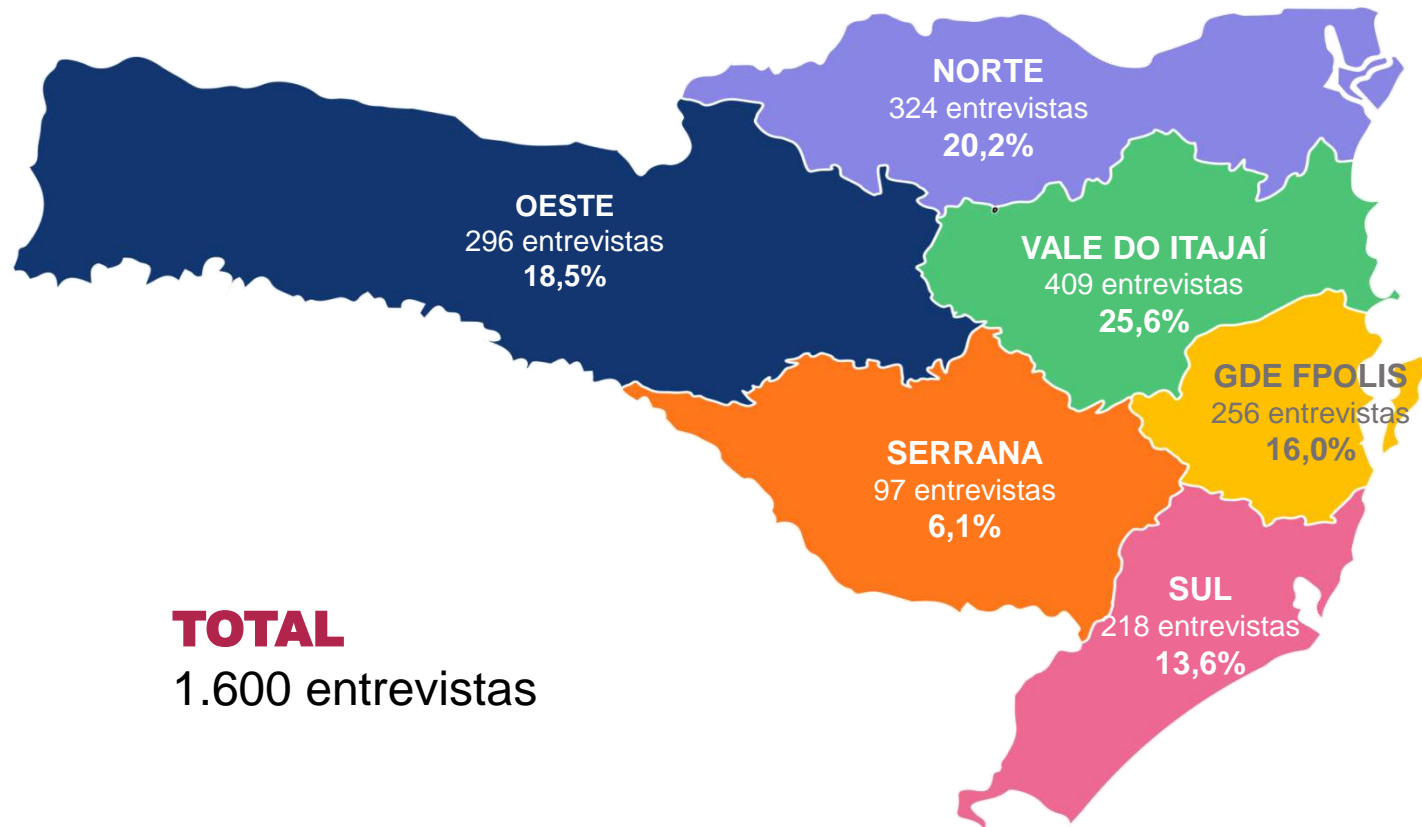 NORTE
324 entrevistas
20,2%
OESTE
296 entrevistas
18,5%
VALE DO ITAJAÍ
409 entrevistas
25,6%
GDE FPOLIS
256 entrevistas
16,0%
SERRANA
97 entrevistas
6,1%
SUL
218 entrevistas
13,6%
TOTAL
1.600 entrevistas